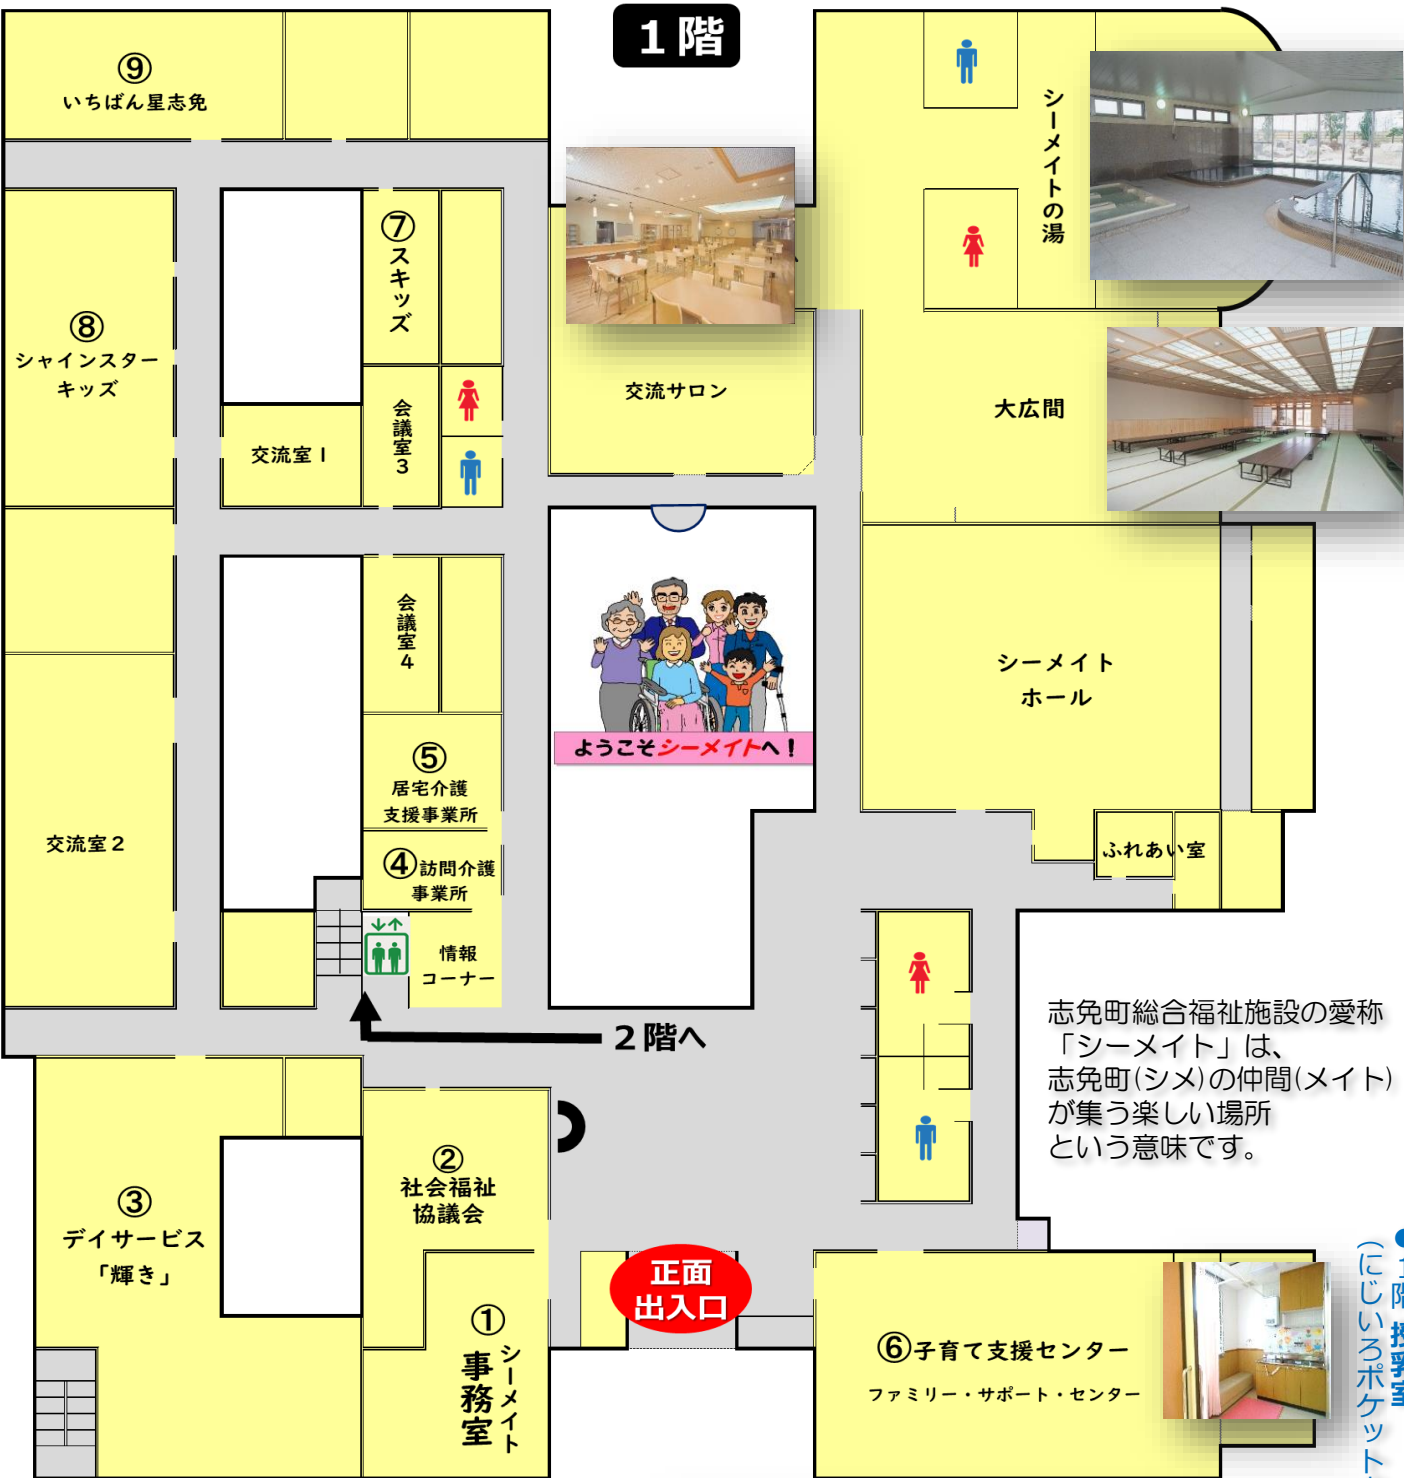 1階
⑨
いちばん星志免
シーメイトの湯
⑦スキッズ
⑧
シャインスター
キッズ
交流サロン
大広間
会議室3
交流室1
会議室4
シーメイト
ホール
ようこそシーメイトへ！
⑤
居宅介護
支援事業所
交流室2
④訪問介護
事業所
ふれあい室
情報
コーナー
2階へ
志免町総合福祉施設の愛称
「シーメイト」は、
志免町(シメ)の仲間(メイト)
が集う楽しい場所
という意味です。
②
社会福祉
協議会
③
デイサービス
「輝き」
正面
出入口
①
シーメイト
事務室
⑥子育て支援センター
ファミリー・サポート・センター
●1階 授乳室
(にじいろポケット